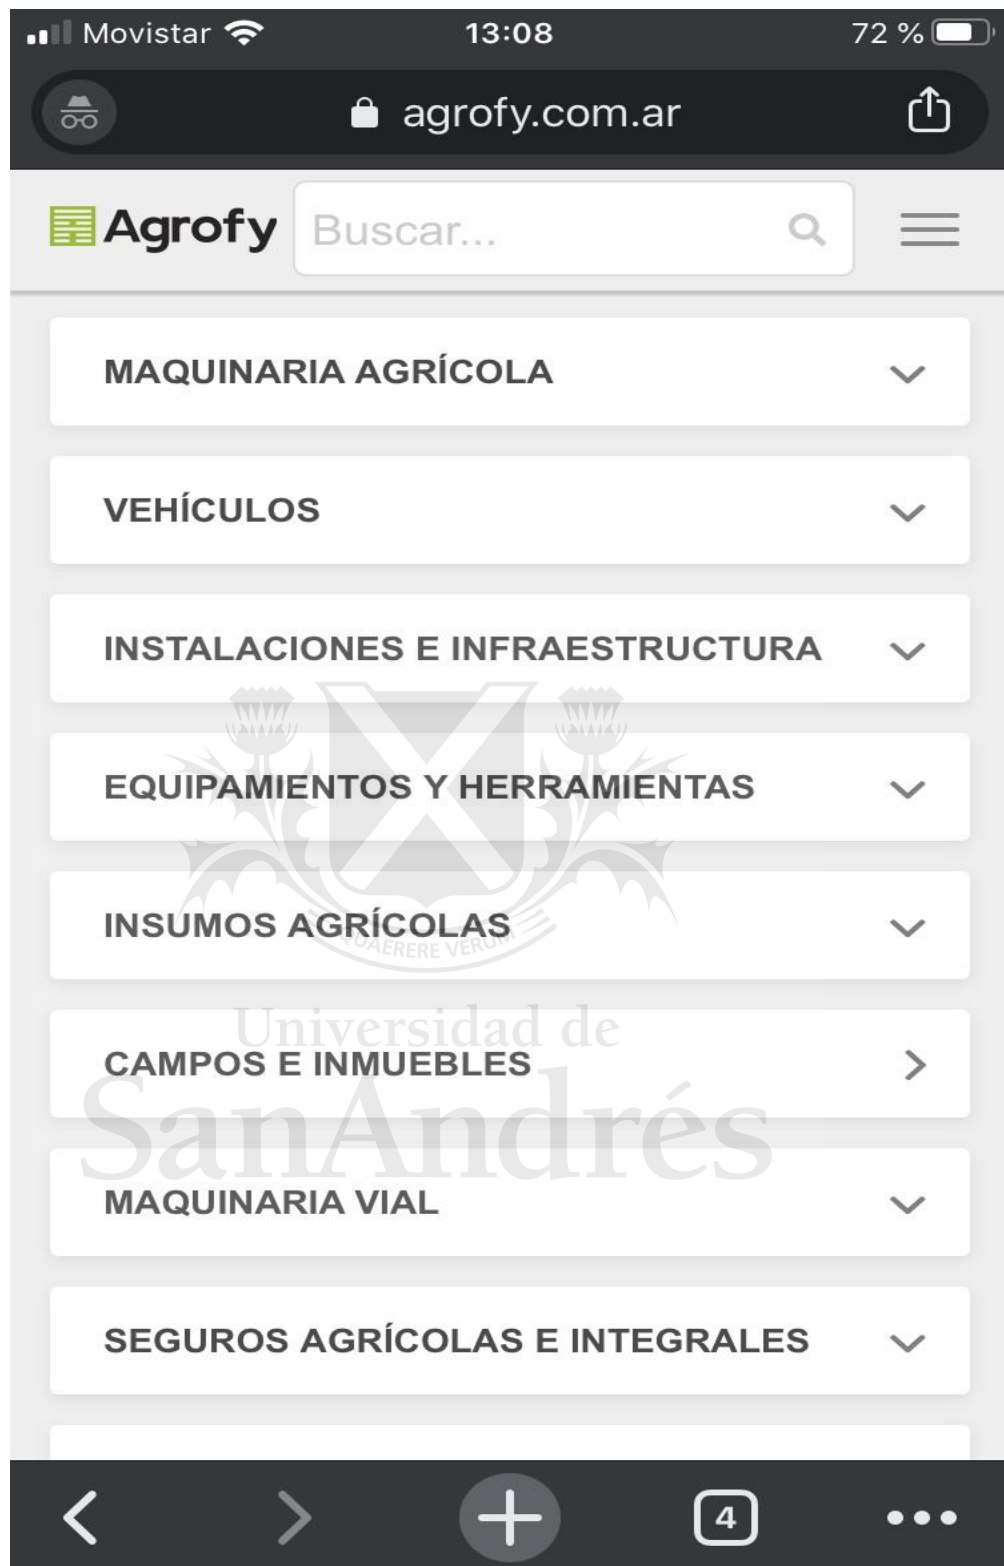 Movistar 13:08 72 %
agrofy.com.ar
Agrofy Buscar...
MAQUINARIA AGRÍCOLA
VEHÍCULOS
INSTALACIONES E INFRAESTRUCTURA
EQUIPAMIENTOS Y HERRAMIENTAS
INSUMOS AGRÍCOLAS
QUAERERE VERUM
Universidad de
CAMPOS E INMUEBLES
SanAndrés
MAQUINARIA VIAL
SEGUROS AGRÍCOLAS E INTEGRALES
4